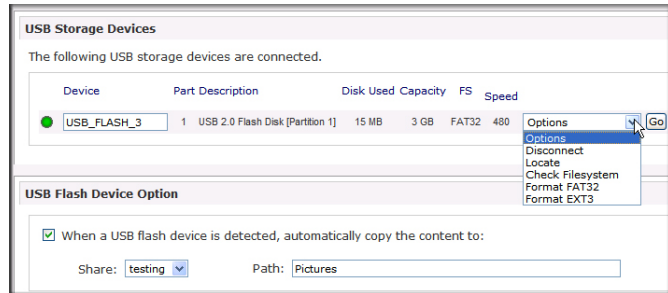 USB Storage Devices
The following USB storage devices are connected.
Device Part Description Disk Used Capacity FS Speed
USB_FLASH_3 1 USB 2.0 Flash Disk [Partition 1] 15 MB 3 GB FAT32 480 Options Go
Options
Disconnect
Locate
Check Filesystem
Format FAT32
Format EXT3
USB Flash Device Option
When a USB flash device is detected, automatically copy the content to:
Share: testing Path: Pictures